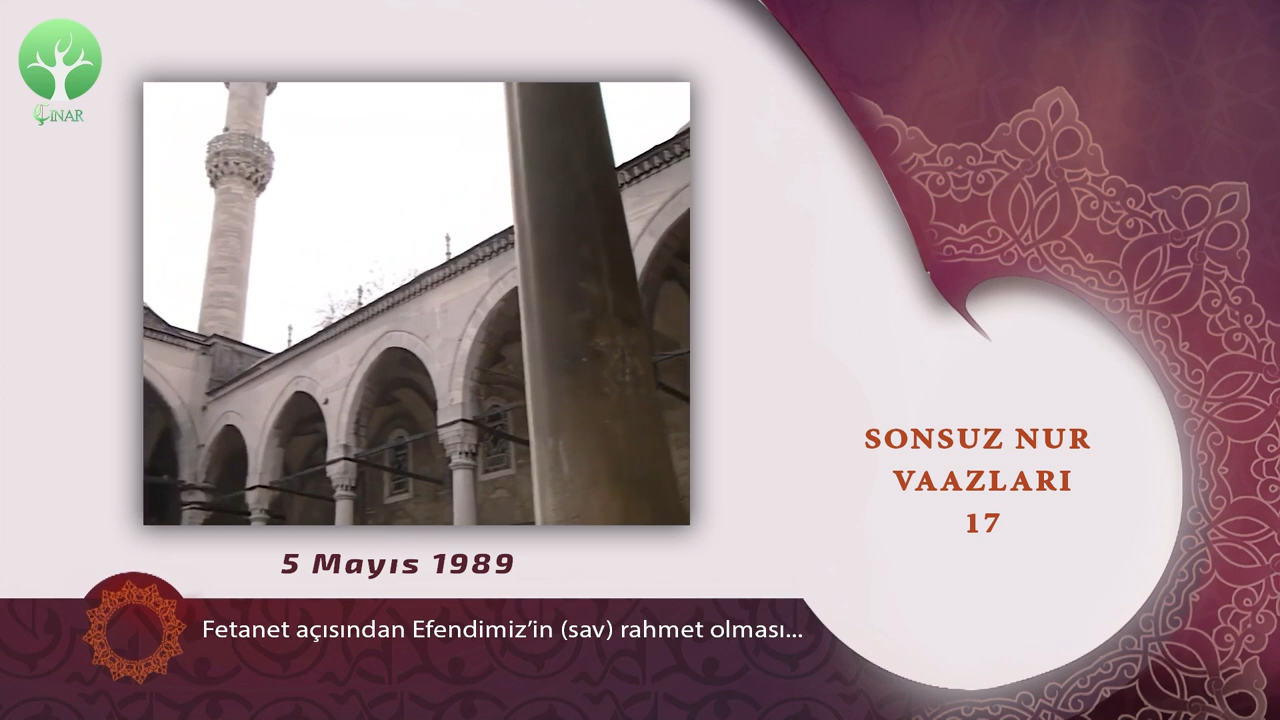 ÇINAR
SONSUZ NUR
VAAZLARI
17
5 Mayıs 1989
Fetanet açısından Efendimiz’in (sav) rahmet olması...